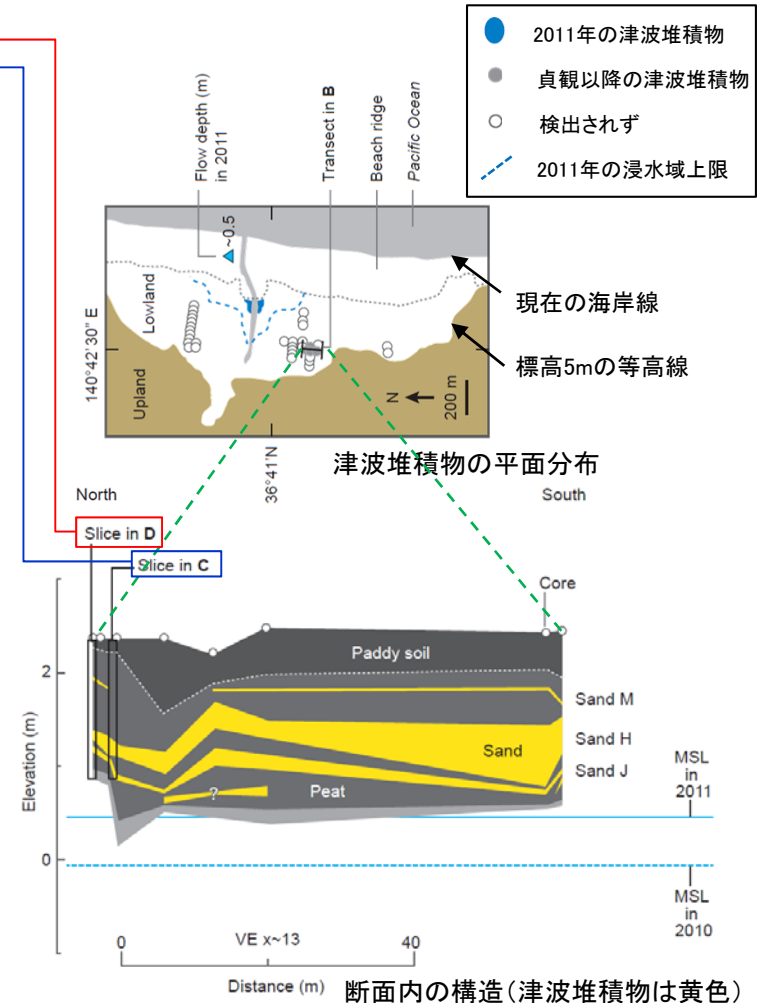 2011年の津波堆積物
貞観以降の津波堆積物
検出されず
2011年の浸水域上限
Flow depth (m)
in 2011
Transect in B
Beach ridge
Pacific Ocean
~0.5
Lowland
Upland
140°42' 30" E
N
200 m
36°41'N
現在の海岸線
標高5mの等高線
津波堆積物の平面分布
North
South
Slice in D
Slice in C
Core
Paddy soil
2
Sand M
Sand H
Sand
Sand J
MSL
in
2011
?
Peat
Elevation (m)
0
MSL
in
2010
0
VE x~13
40
Distance (m)
断面内の構造(津波堆積物は黄色)